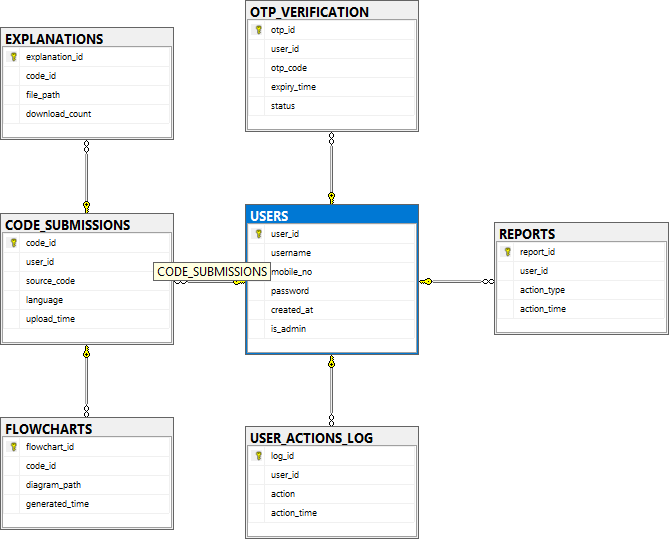 EXPLANATIONS
explanation_id
code_id
file_path
download_count
OTP_VERIFICATION
otp_id
user_id
otp_code
expiry_time
status
CODE_SUBMISSIONS
code_id
user_id
source_code
language
upload_time
CODE_SUBMISSIONS
USERS
user_id
username
mobile_no
password
created_at
is_admin
REPORTS
report_id
user_id
action_type
action_time
FLOWCHARTS
flowchart_id
code_id
diagram_path
generated_time
USER_ACTIONS_LOG
log_id
user_id
action
action_time